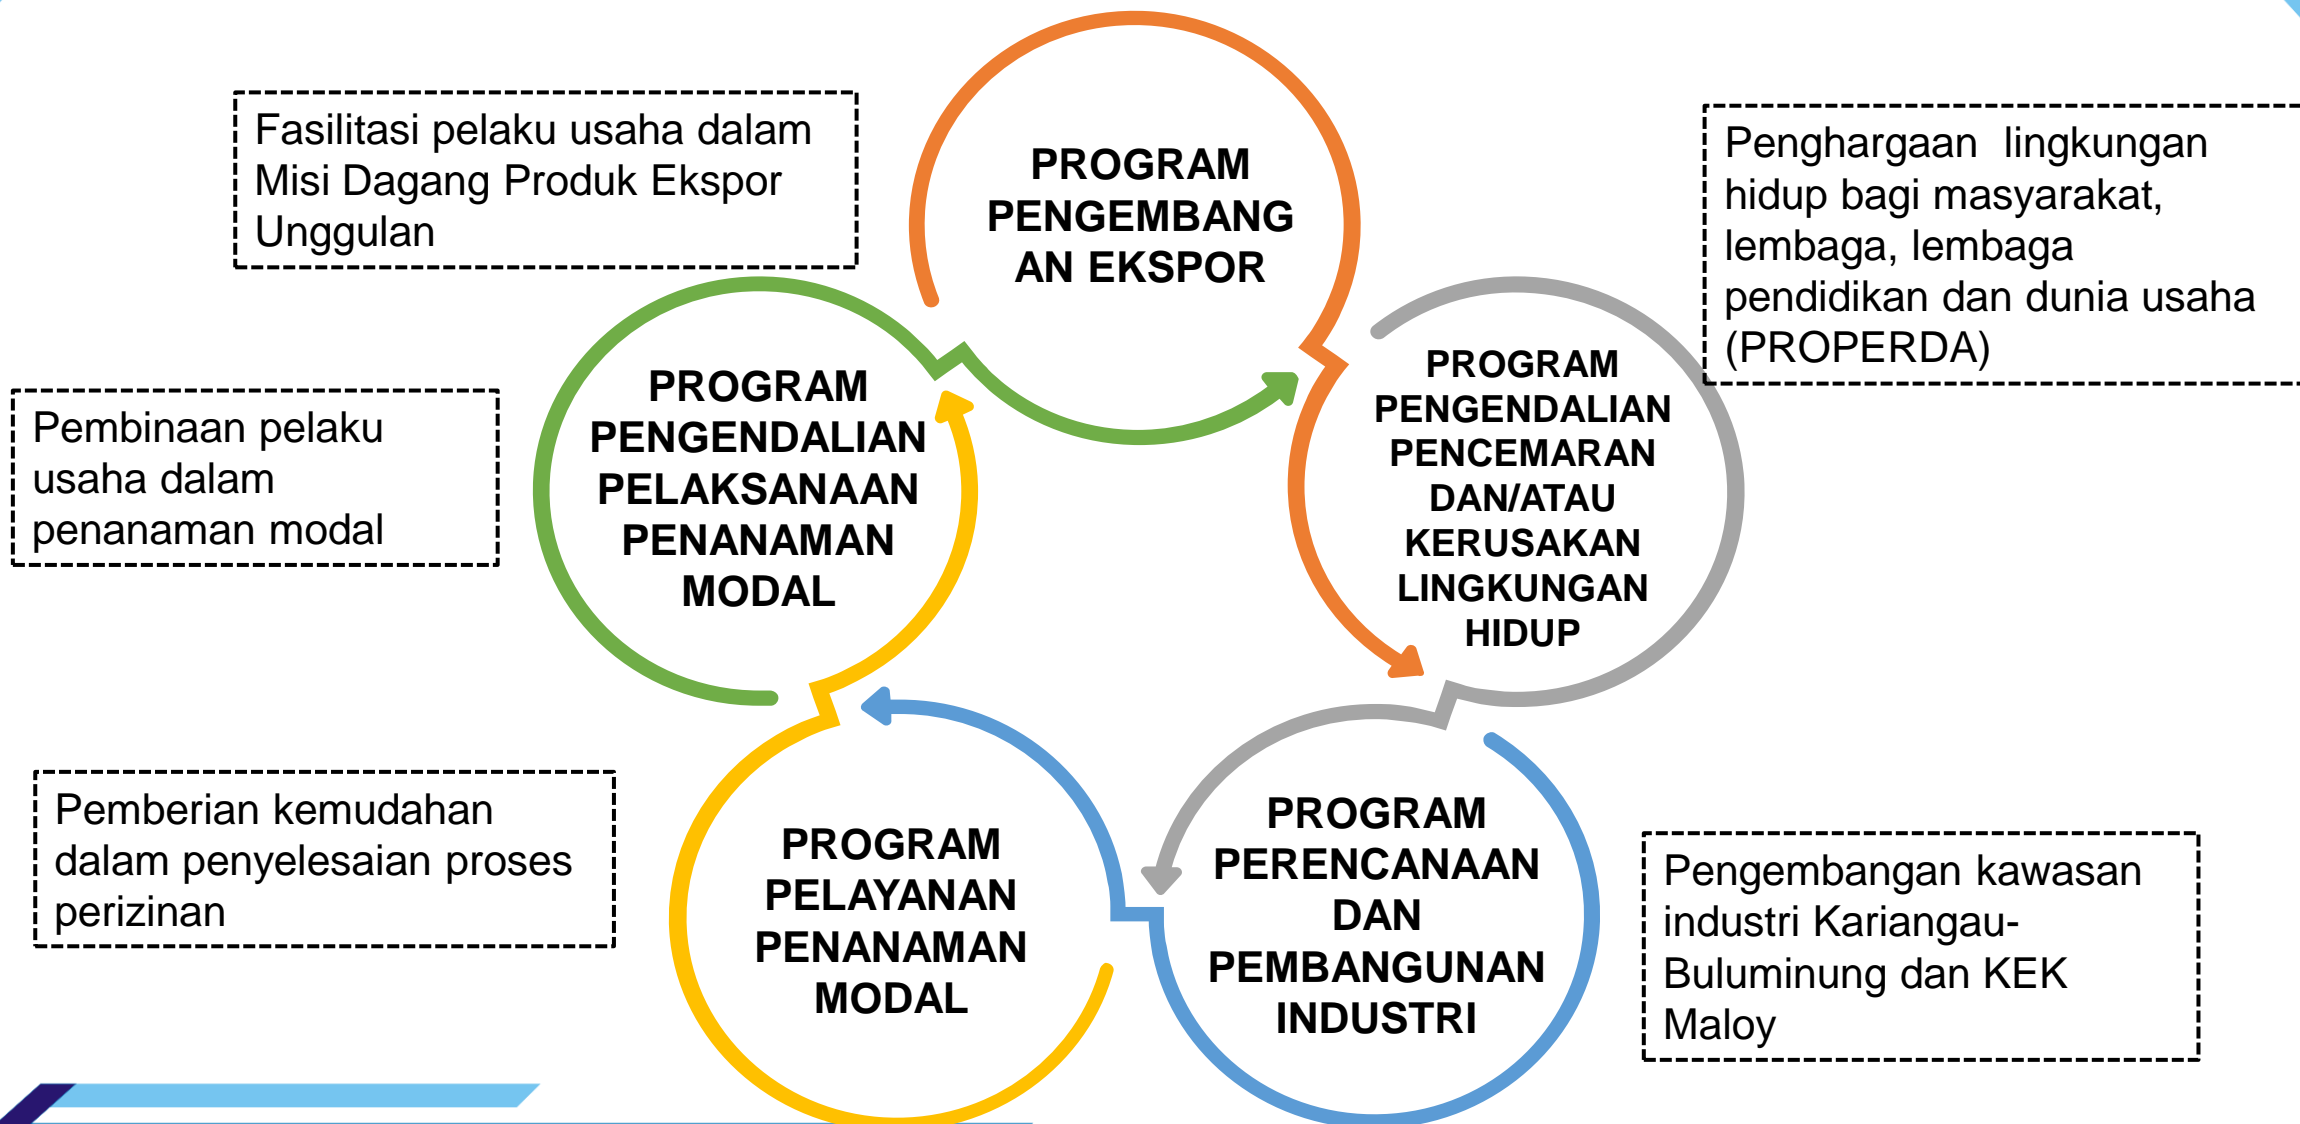 Fasilitasi pelaku usaha dalam
Misi Dagang Produk Ekspor
Unggulan
PROGRAM
PENGEMBANG
AN EKSPOR
Penghargaan  lingkungan
hidup bagi masyarakat,
lembaga, lembaga
pendidikan dan dunia usaha
(PROPERDA)
Pembinaan pelaku
usaha dalam
penanaman modal
PROGRAM
PENGENDALIAN
PELAKSANAAN
PENANAMAN
MODAL
PROGRAM
PENGENDALIAN
PENCEMARAN
DAN/ATAU
KERUSAKAN
LINGKUNGAN
HIDUP
Pemberian kemudahan
dalam penyelesaian proses
perizinan
PROGRAM
PELAYANAN
PENANAMAN
MODAL
PROGRAM
PERENCANAAN
DAN
PEMBANGUNAN
INDUSTRI
Pengembangan kawasan
industri Kariangau-
Buluminung dan KEK
Maloy